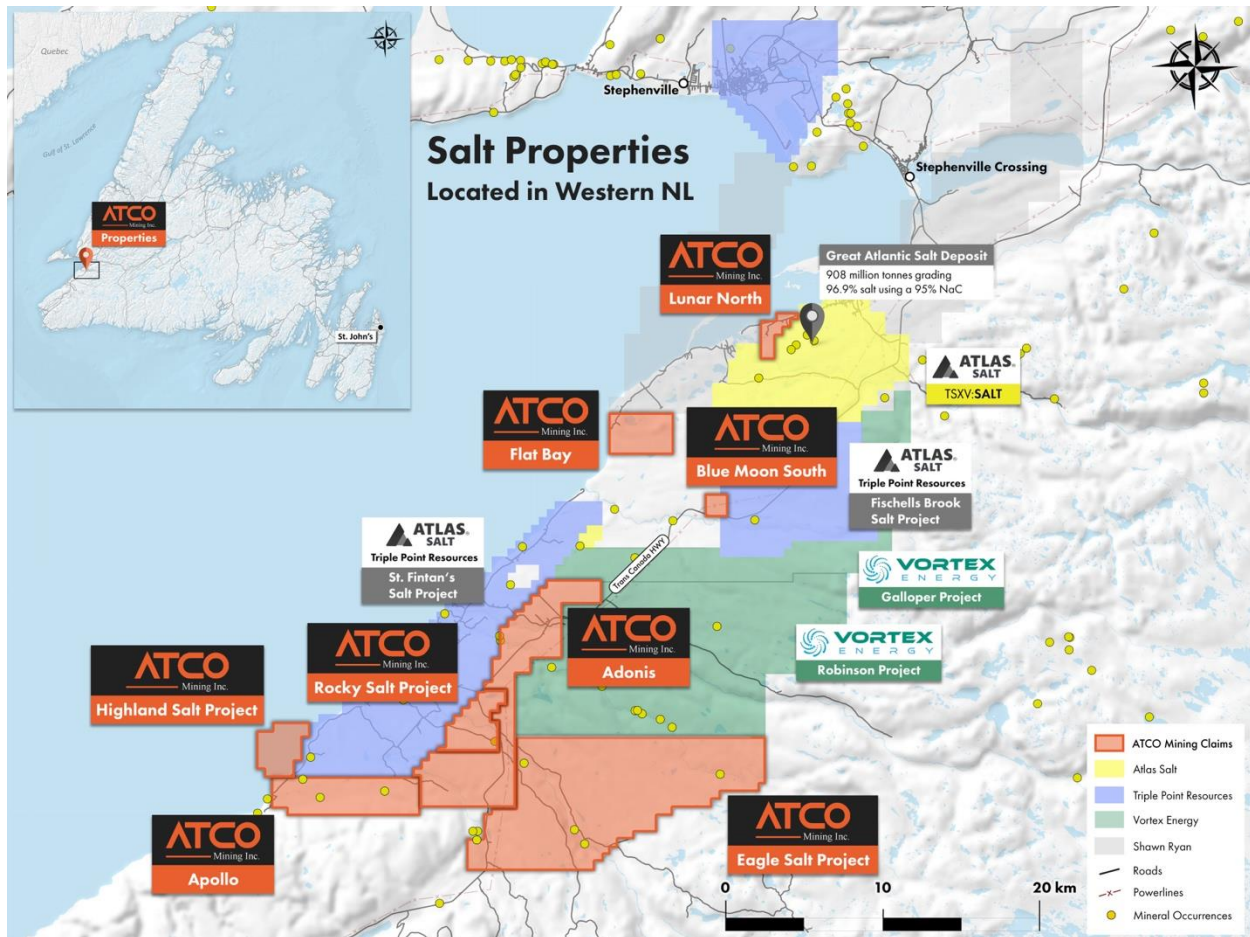 Quebec
Gulf of St. Lawrence
ATCO
Mining Inc.
Properties
St. John's
Stephenville
Salt Properties
Located in Western NL
Stephenville Crossing
ATCO
Mining Inc.
Lunar North
Great Atlantic Salt Deposit
908 million tonnes grading
96.9% salt using a 95% NaC
ATLAS®
SALT
TSXV:SALT
ATCO
Mining Inc.
Flat Bay
ATCO
Mining Inc.
Blue Moon South
ATLAS®
SALT
Triple Point Resources
Fischells Brook
Salt Project
ATLAS®
SALT
Triple Point Resources
St. Fintan's
Salt Project
Trans Canada HWY
VORTEX
ENERGY
Galloper Project
ATCO
Mining Inc.
Adonis
VORTEX
ENERGY
Robinson Project
ATCO
Mining Inc.
Rocky Salt Project
ATCO
Mining Inc.
Highland Salt Project
ATCO
Mining Inc.
Apollo
ATCO
Mining Inc.
Eagle Salt Project
ATCO Mining Claims
Atlas Salt
Triple Point Resources
Vortex Energy
Shawn Ryan
Roads
Powerlines
Mineral Occurrences
0 10 20 km